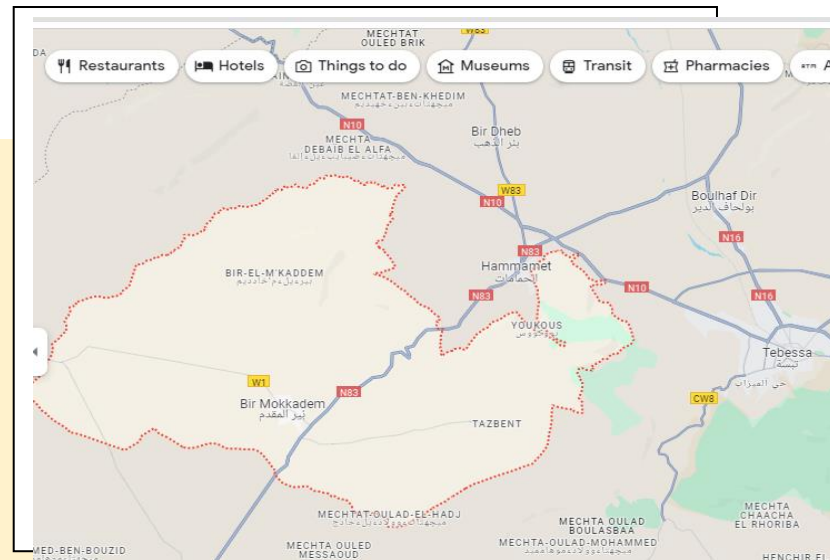 MECHTAT
OULED BRIK
W83
Restaurants
Hotels
Things to do
Museums
Transit
Pharmacies
MECHTAT-BEN-KHEDIM
N10
MECHTA
DEBAIB EL ALFA
Bir Dheb
بئر الذهب
W83
N10
Boulhaf Dir
بولحاف الدير
N16
N83
Hammamet
الحمامات
BIR-EL-M'KADDEM
N83
N10
N16
YOUKOUS
Tebessa
تبسة
حي الميزاب
W1
N83
CW8
Bir Mokkadem
بير المقدم
TAZBENT
MECHTAT-OULAD-EL-HADJ
MECHTA OULAD
BOULASBAA
MECHTA
CHAACHA
EL RHORIBA
MECHTA OULED
MESSAOUD
MECHTA-OULAD-MOHAMMED
MED-BEN-BOUZID
HENCHIR EL